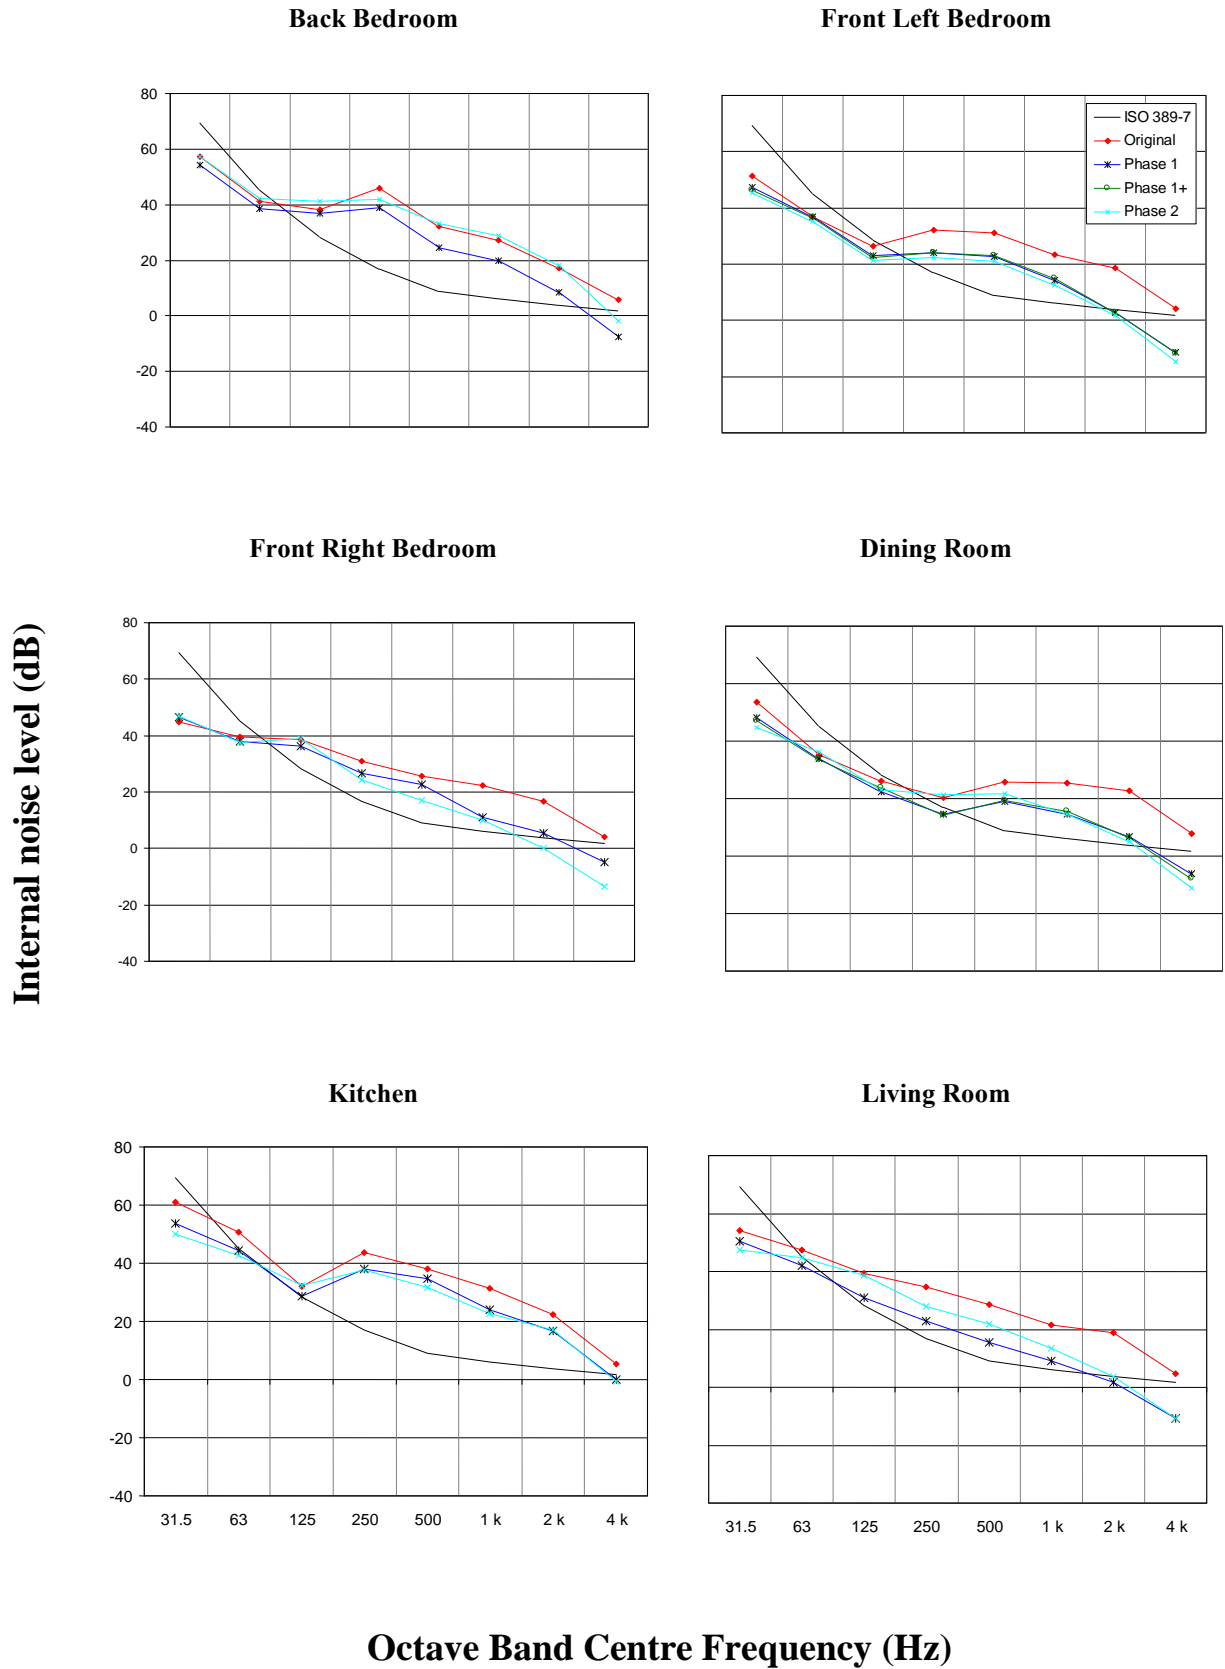 Back Bedroom
Front Left Bedroom
80
60
40
20
0
-20
-40
ISO 389-7
Original
Phase 1
Phase 1+
Phase 2
Front Right Bedroom
Dining Room
80
60
40
20
0
-20
-40
Internal noise level (dB)
Kitchen
Living Room
80
60
40
20
0
-20
-40
31.5 63 125 250 500 1 k 2 k 4 k
31.5 63 125 250 500 1 k 2 k 4 k
Octave Band Centre Frequency (Hz)